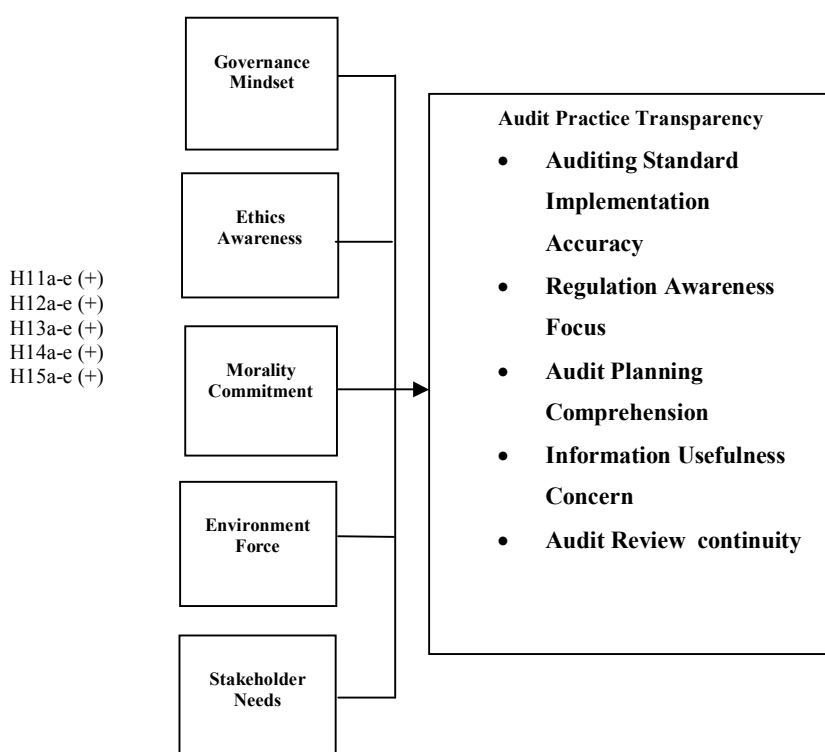 H11a-e (+)
H12a-e (+)
H13a-e (+)
H14a-e (+)
H15a-e (+)
Governance
Mindset
Ethics
Awareness
Morality
Commitment
Environment
Force
Stakeholder
Needs
Audit Practice Transparency
• Auditing Standard
Implementation
Accuracy
• Regulation Awareness
Focus
• Audit Planning
Comprehension
• Information Usefulness
Concern
• Audit Review continuity